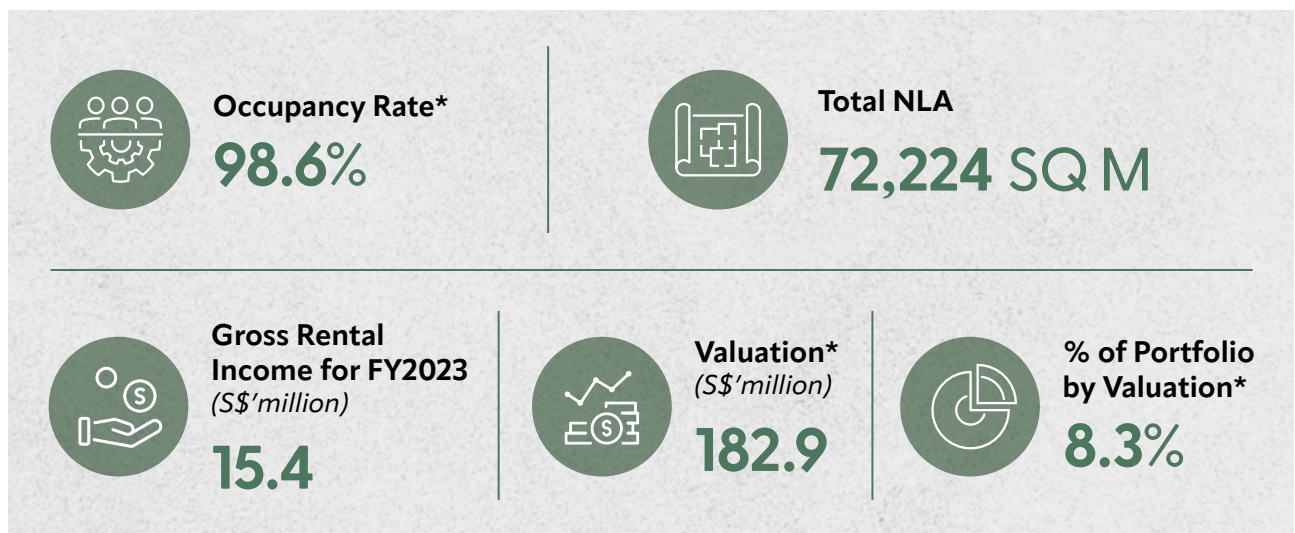 Occupancy Rate*
98.6%
Total NLA
72,224 SQ M
Gross Rental
Income for FY2023
(S$'million)
15.4
Valuation*
(S$'million)
182.9
% of Portfolio
by Valuation*
8.3%